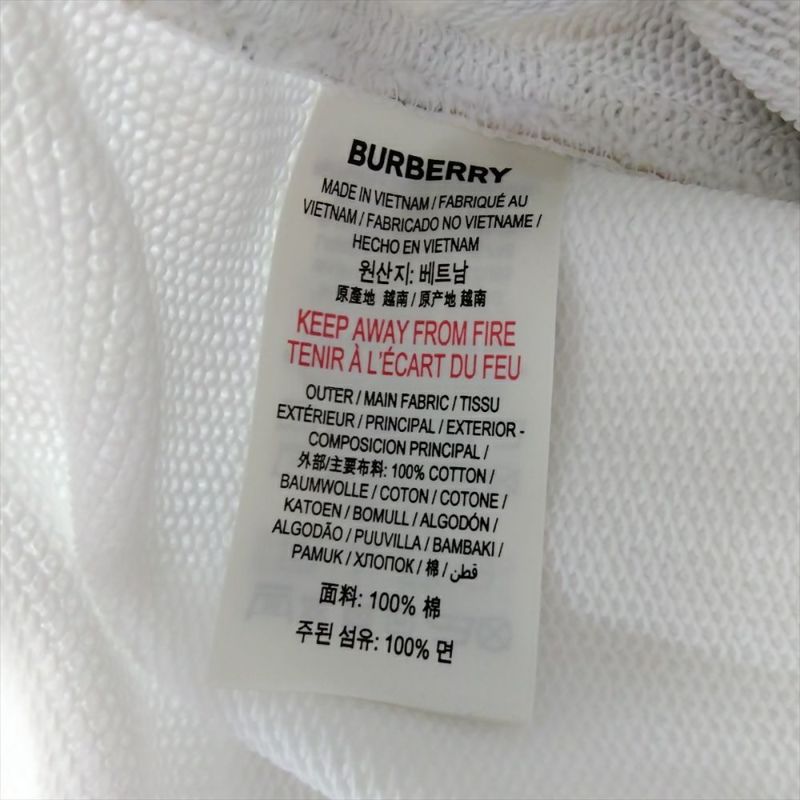 BURBERRY
MADE IN VIETNAM / FABRIQUÉ AU
VIETNAM / FABRICADO NO VIETNAME /
HECHO EN VIETNAM
원산지: 베트남
原產地 越南 / 原产地 越南
KEEP AWAY FROM FIRE
TENIR À L'ÉCART DU FEU
OUTER / MAIN FABRIC / TISSU
EXTÉRIEUR / PRINCIPAL / EXTERIOR -
COMPOSICION PRINCIPAL /
外部/主要布料: 100% COTTON /
BAUMWOLLE / COTON / COTONE /
KATOEN / BOMULL / ALGODÓN /
ALGODÃO / PUUVILLA / BAMBAKI /
PAMUK / ХЛОПОК / 棉 / قطن
面料: 100% 棉
주된 섬유: 100% 면